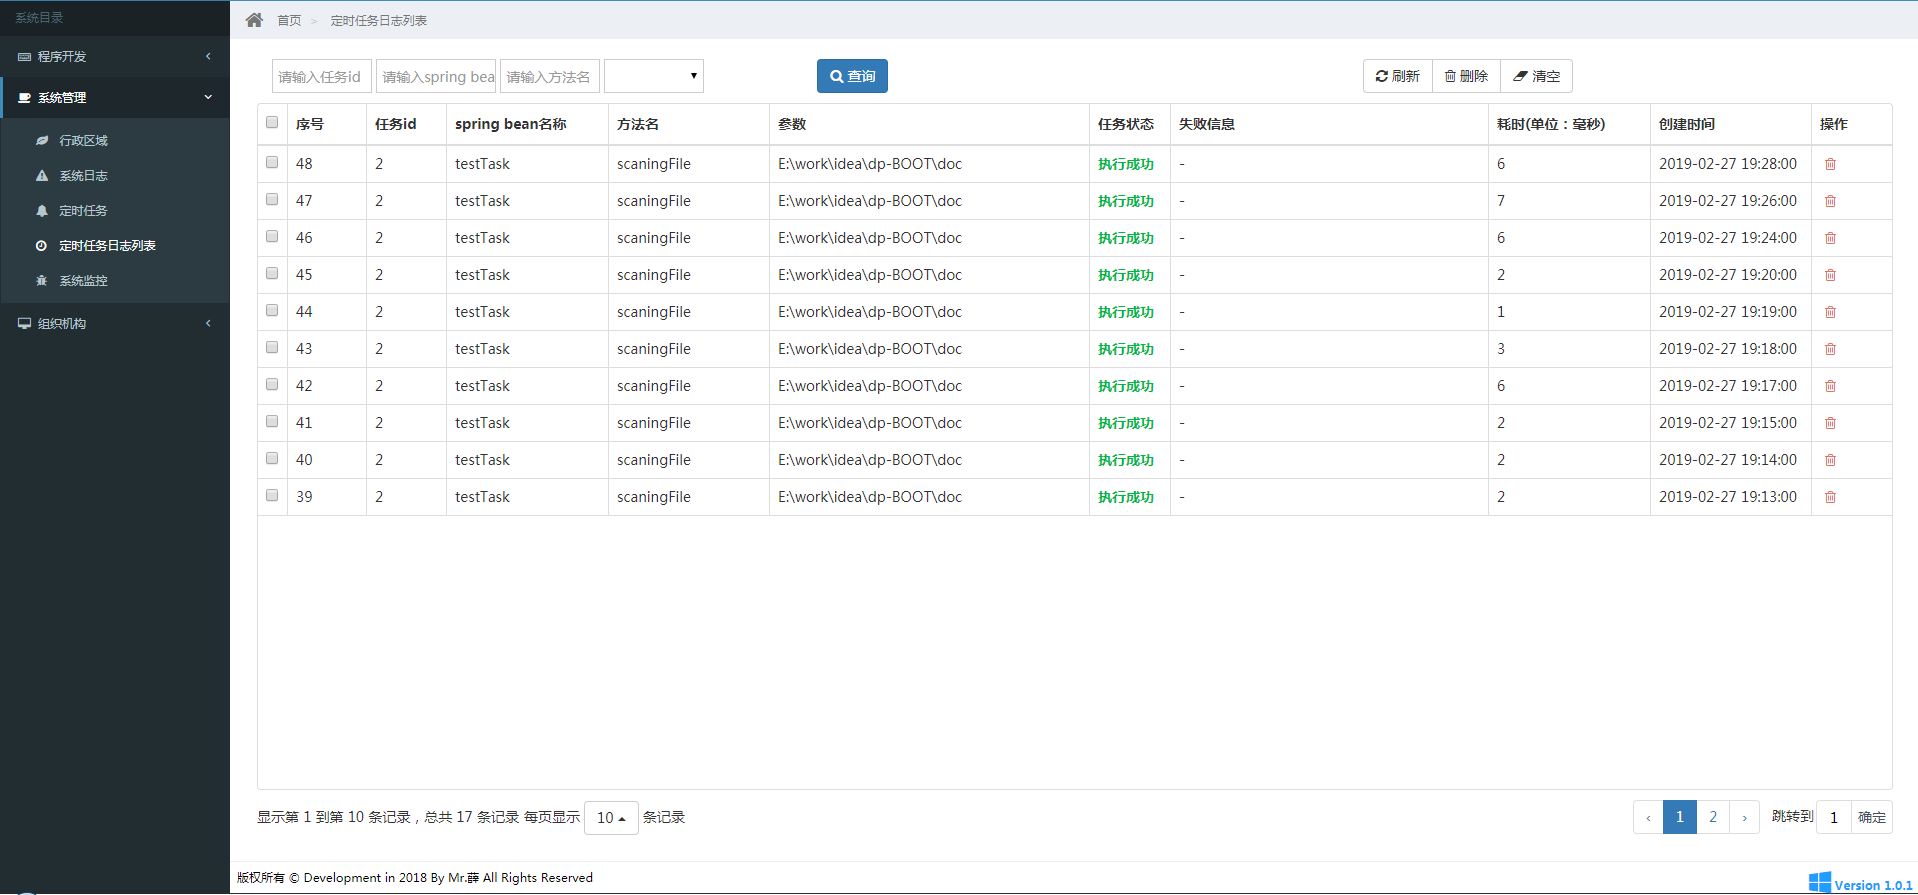 系统目录
程序开发
系统管理
行政区域
系统日志
定时任务
定时任务日志列表
系统监控
组织机构
首页 > 定时任务日志列表
请输入任务id 请输入spring bea 请输入方法名 查询 刷新 删除 清空
序号 任务id spring bean名称 方法名 参数 任务状态 失败信息 耗时(单位：毫秒) 创建时间 操作
48 2 testTask scaningFile E:\work\idea\dp-BOOT\doc 执行成功 - 6 2019-02-27 19:28:00
47 2 testTask scaningFile E:\work\idea\dp-BOOT\doc 执行成功 - 7 2019-02-27 19:26:00
46 2 testTask scaningFile E:\work\idea\dp-BOOT\doc 执行成功 - 6 2019-02-27 19:24:00
45 2 testTask scaningFile E:\work\idea\dp-BOOT\doc 执行成功 - 2 2019-02-27 19:20:00
44 2 testTask scaningFile E:\work\idea\dp-BOOT\doc 执行成功 - 1 2019-02-27 19:19:00
43 2 testTask scaningFile E:\work\idea\dp-BOOT\doc 执行成功 - 3 2019-02-27 19:18:00
42 2 testTask scaningFile E:\work\idea\dp-BOOT\doc 执行成功 - 6 2019-02-27 19:17:00
41 2 testTask scaningFile E:\work\idea\dp-BOOT\doc 执行成功 - 2 2019-02-27 19:15:00
40 2 testTask scaningFile E:\work\idea\dp-BOOT\doc 执行成功 - 2 2019-02-27 19:14:00
39 2 testTask scaningFile E:\work\idea\dp-BOOT\doc 执行成功 - 2 2019-02-27 19:13:00
显示第 1 到第 10 条记录，总共 17 条记录 每页显示 10 条记录 ‹ 1 2 › 跳转到 1 确定
版权所有 © Development in 2018 By Mr.薛 All Rights Reserved Version 1.0.1